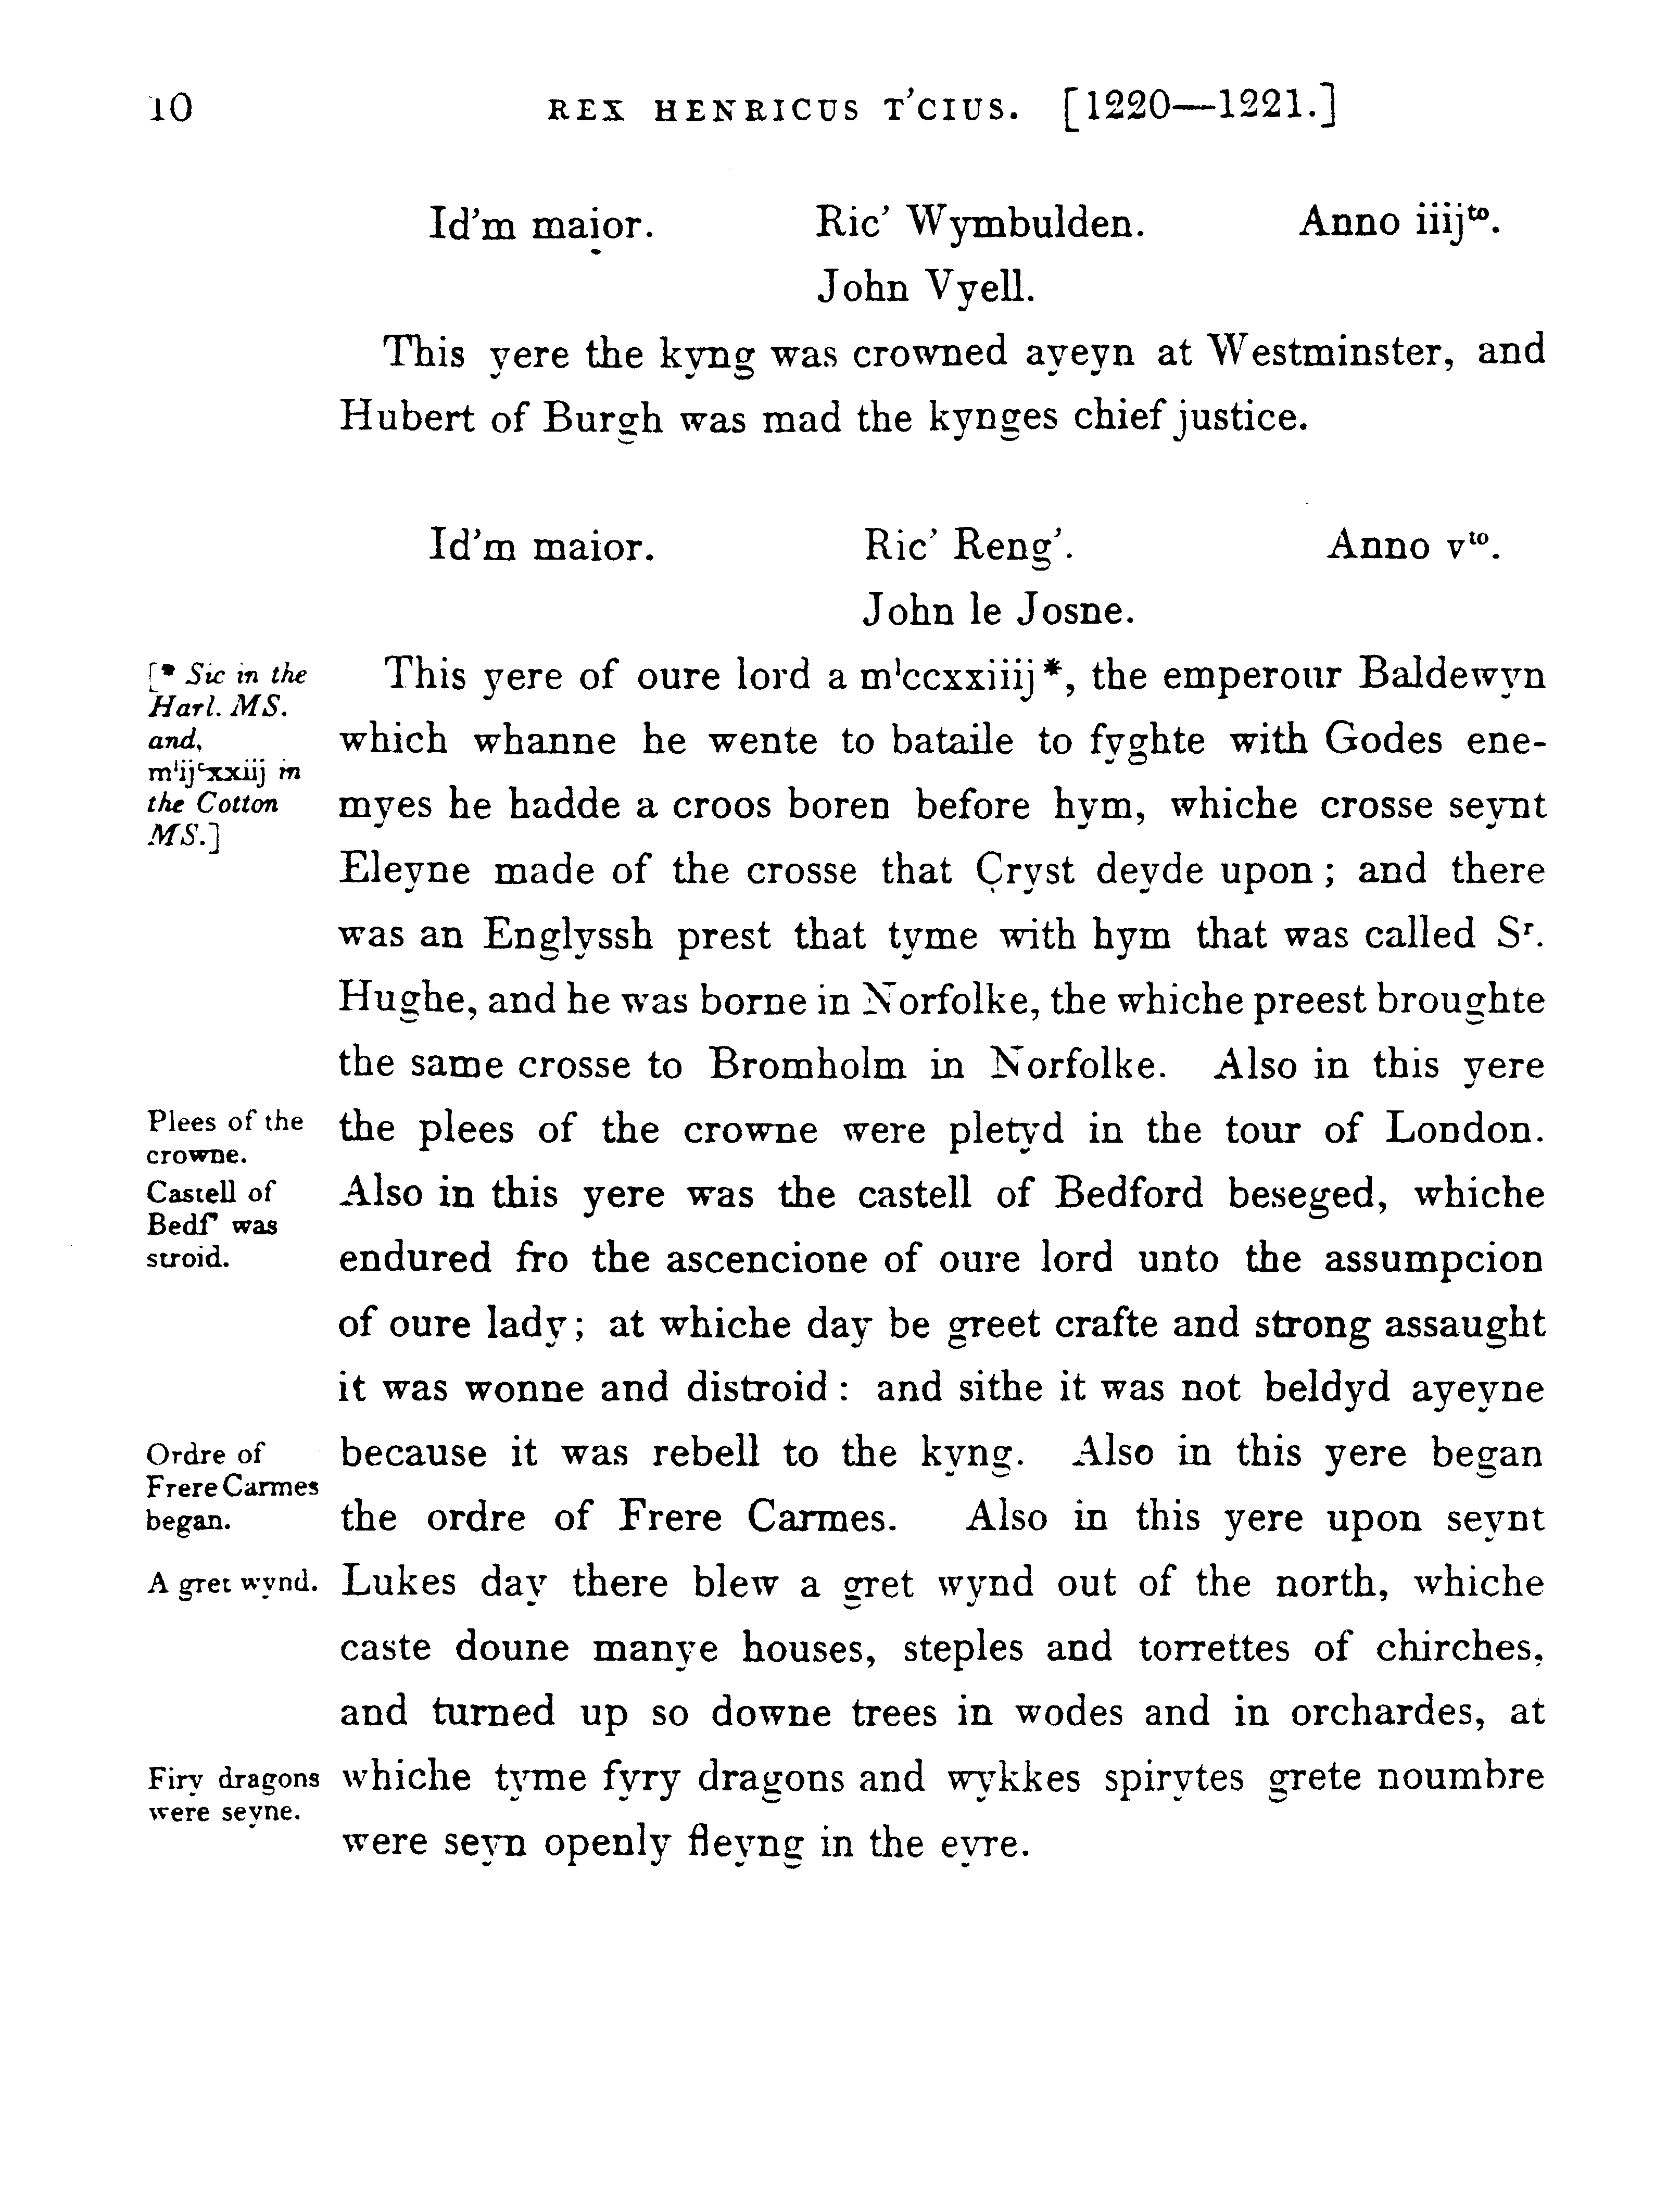 10 REX HENRICUS T'CIUS. [1220—1221.]
Id'm maior. Ric' Wymbulden. Anno iiijto.
John Vyell.
This yere the kyng was crowned ayeyn at Westminster, and
Hubert of Burgh was mad the kynges chief justice.
Id'm maior. Ric' Reng'. Anno vto.
John le Josne.
[* Sic in the
Harl. MS.
and,
mlijcxxiij in
the Cotton
MS.]
This yere of oure lord a mlccxxiiij*, the emperour Baldewyn
which whanne he wente to bataile to fyghte with Godes ene-
myes he hadde a croos boren before hym, whiche crosse seynt
Eleyne made of the crosse that Cryst deyde upon; and there
was an Englyssh prest that tyme with hym that was called Sr.
Hughe, and he was borne in Norfolke, the whiche preest broughte
the same crosse to Bromholm in Norfolke. Also in this yere
Plees of the
crowne.
the plees of the crowne were pletyd in the tour of London.
Castell of
Bedf' was
stroid.
Also in this yere was the castell of Bedford beseged, whiche
endured fro the ascencione of oure lord unto the assumpcion
of oure lady; at whiche day be greet crafte and strong assaught
it was wonne and distroid: and sithe it was not beldyd ayeyne
Ordre of
Frere Carmes
began.
because it was rebell to the kyng. Also in this yere began
the ordre of Frere Carmes. Also in this yere upon seynt
A gret wynd.
Lukes day there blew a gret wynd out of the north, whiche
caste doune manye houses, steples and torrettes of chirches,
and turned up so downe trees in wodes and in orchardes, at
Firy dragons
were seyne.
whiche tyme fyry dragons and wykkes spirytes grete noumbre
were seyn openly fleyng in the eyre.